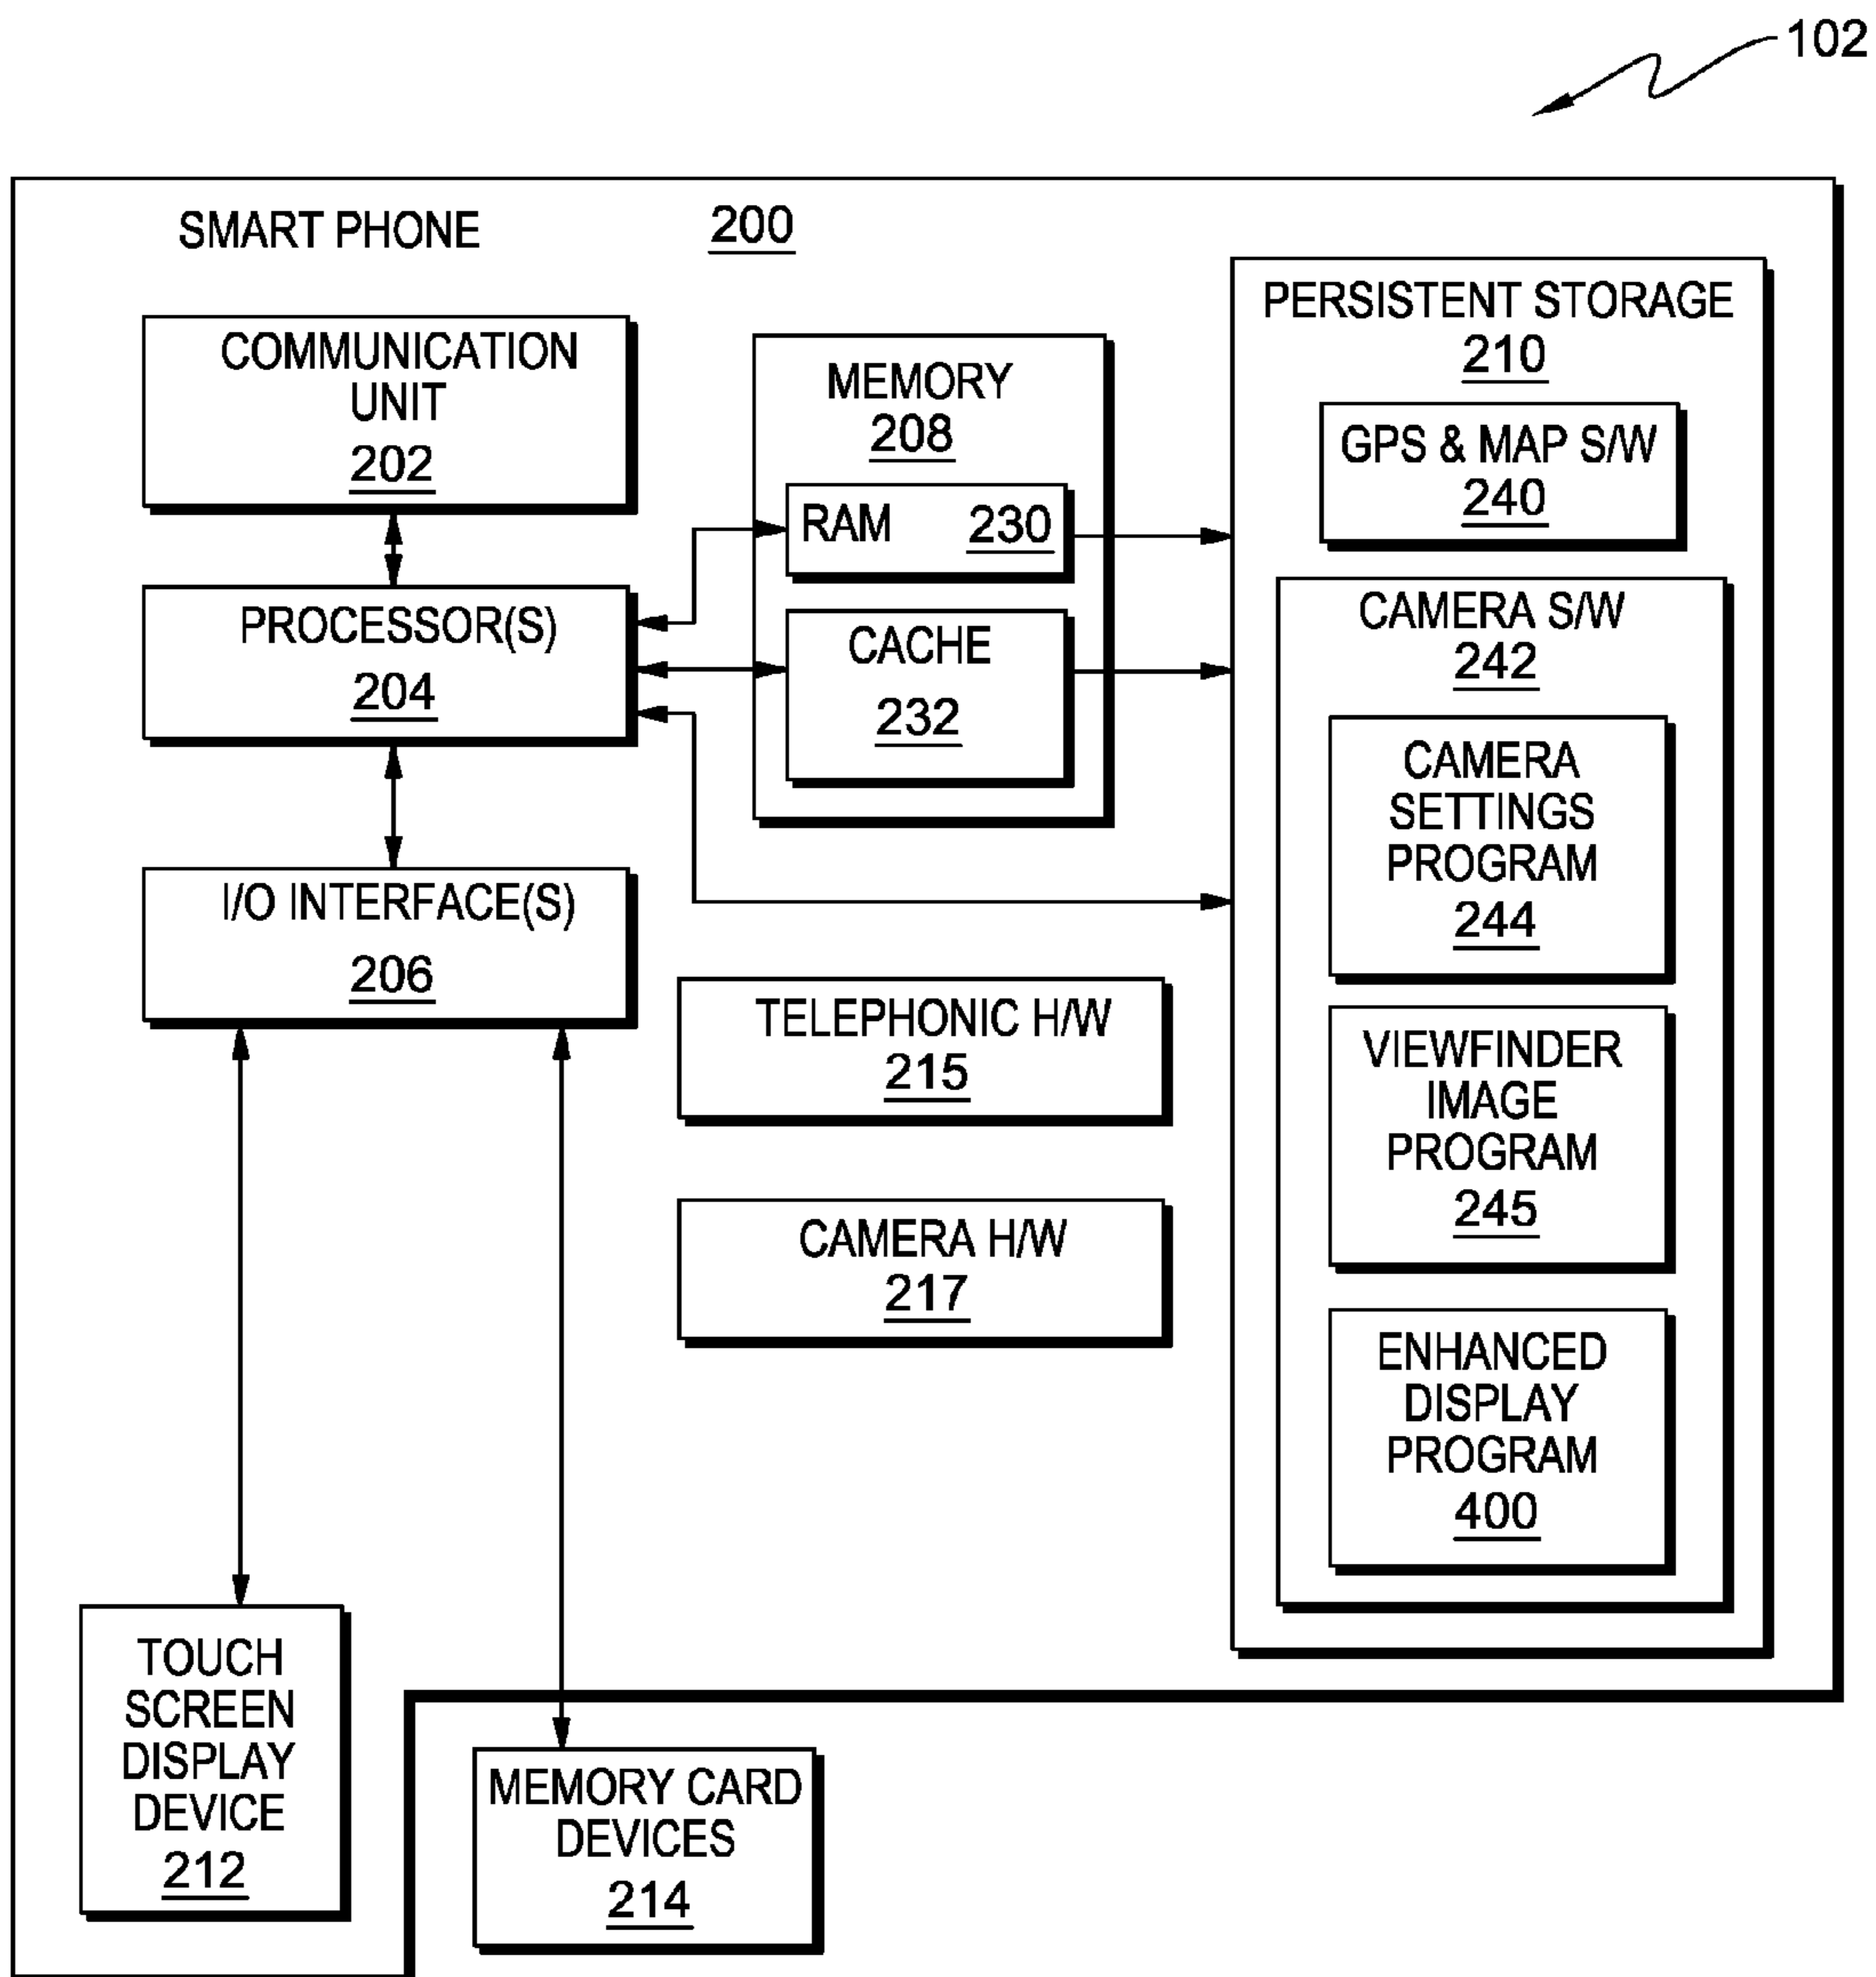 102
SMART PHONE 200
COMMUNICATION
UNIT
202
PROCESSOR(S)
204
I/O INTERFACE(S)
206
MEMORY
208
RAM 230
CACHE
232
TELEPHONIC H/W
215
CAMERA H/W
217
PERSISTENT STORAGE
210
GPS & MAP S/W
240
CAMERA S/W
242
CAMERA
SETTINGS
PROGRAM
244
VIEWFINDER
IMAGE
PROGRAM
245
ENHANCED
DISPLAY
PROGRAM
400
TOUCH
SCREEN
DISPLAY
DEVICE
212
MEMORY CARD
DEVICES
214